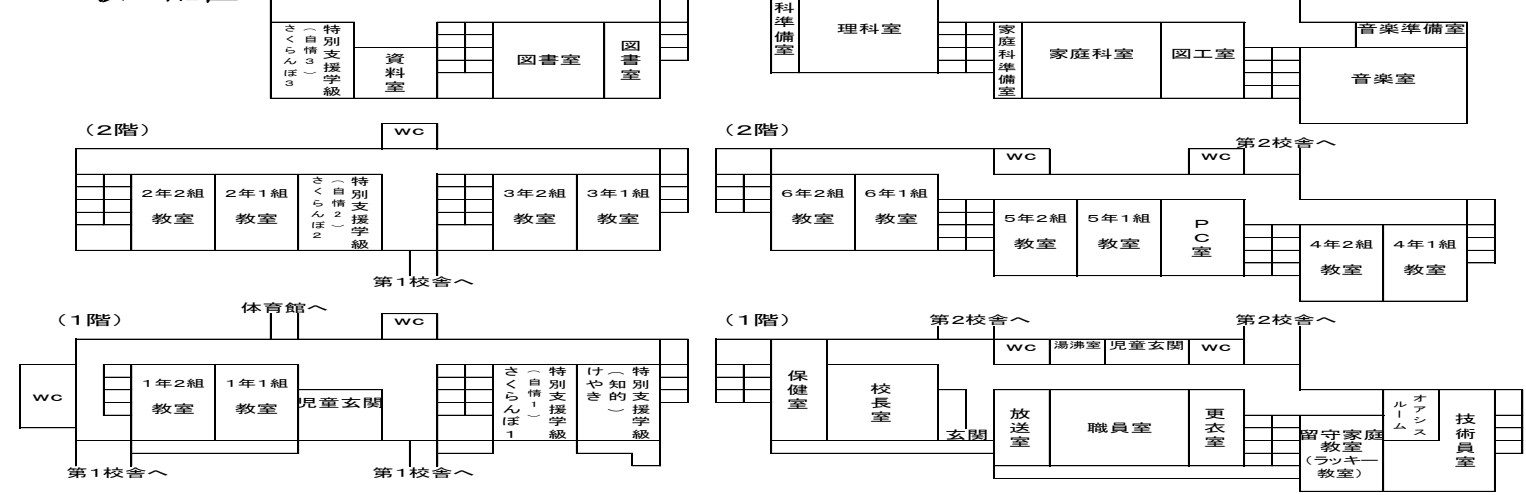 特別支援学級
（自情3）
さくらんぼ3
資料室
図書室
図書室
科準備室
理科室
家庭科準備室
家庭科室
図工室
音楽準備室
音楽室
（2階）
WC
2年2組
教室
2年1組
教室
特別支援学級
（自情2）
さくらんぼ2
3年2組
教室
3年1組
教室
第1校舎へ
（2階）
第2校舎へ
WC
WC
6年2組
教室
6年1組
教室
5年2組
教室
5年1組
教室
PC室
4年2組
教室
4年1組
教室
（1階）
体育館へ
WC
WC
1年2組
教室
1年1組
教室
児童玄関
特別支援学級
（自情1）
さくらんぼ1
特別支援学級
（知的）
けやき
第1校舎へ
第1校舎へ
（1階）
第2校舎へ
第2校舎へ
WC
湯沸室
児童玄関
WC
保健室
校長室
玄関
放送室
職員室
更衣室
留守家庭
教室
（ラッキー
教室）
オアシス
ルーム
技術員室